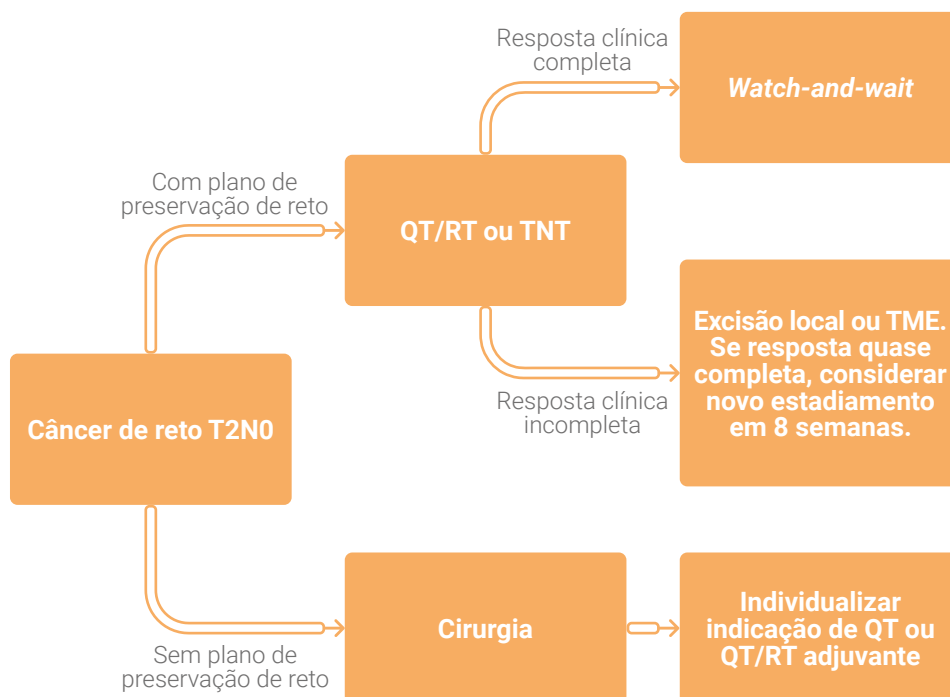 Resposta clínica
completa
Watch-and-wait
Com plano de
preservação de reto
QT/RT ou TNT
Excisão local ou TME.
Se resposta quase
completa, considerar
novo estadiamento
em 8 semanas.
Resposta clínica
incompleta
Câncer de reto T2N0
Cirurgia
Individualizar
indicação de QT ou
QT/RT adjuvante
Sem plano de
preservação de reto